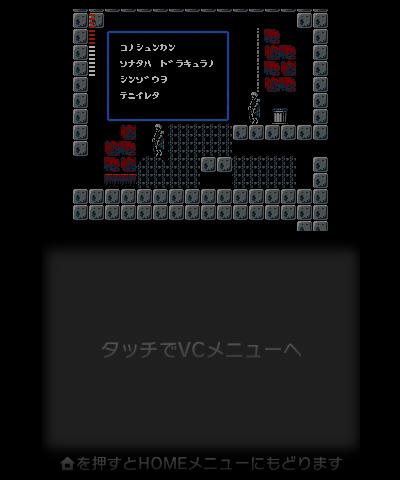 コノシュンカン
ソナタハ ドラキュラノ
シンゾウヲ
テニイレタ
タッチでVCメニューへ
を押すとHOMEメニューにもどります